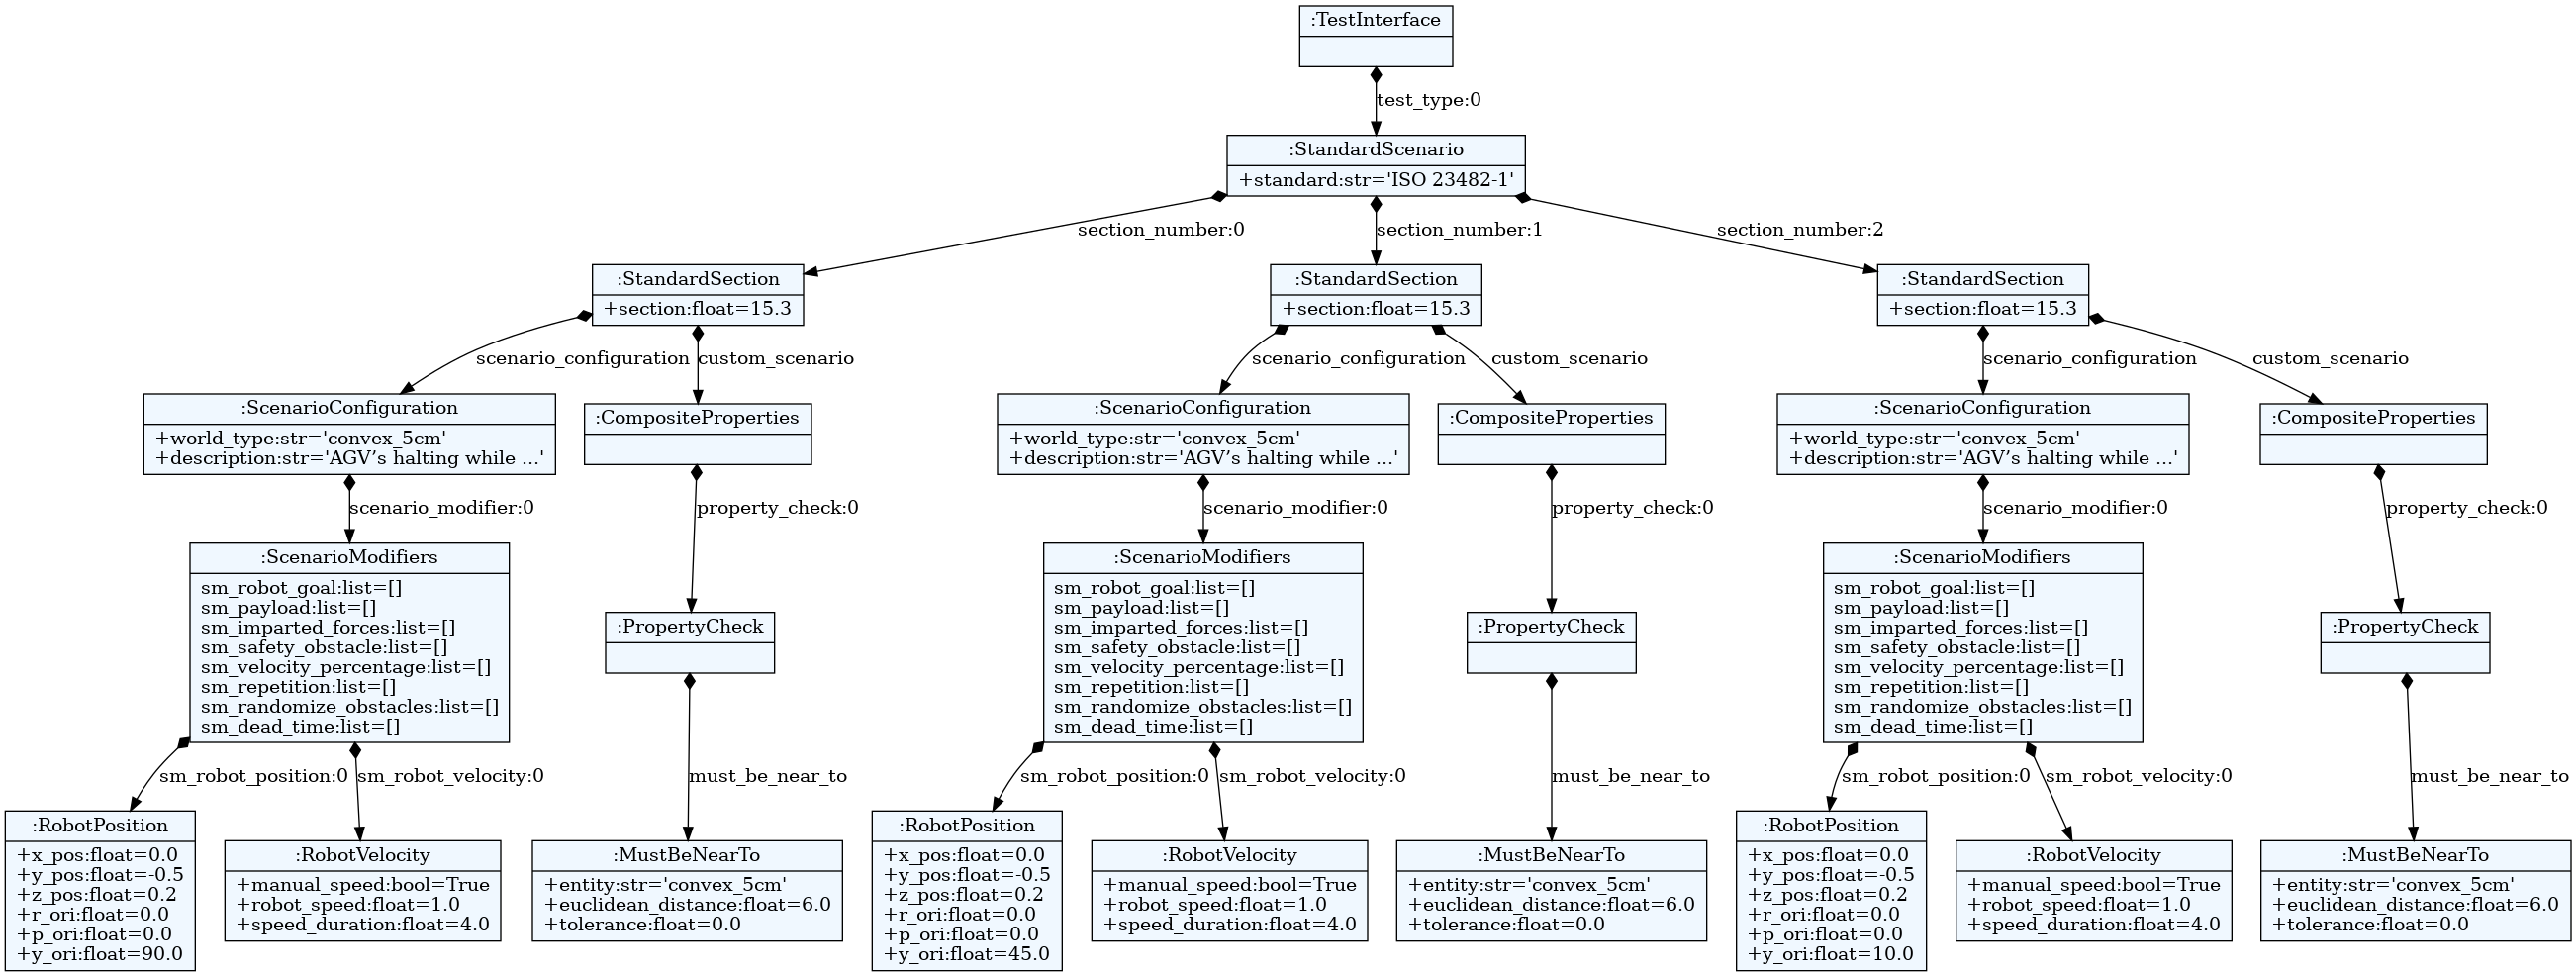 :TestInterface
test_type:0
:StandardScenario
+standard:str='ISO 23482-1'
section_number:0
section_number:1
section_number:2
:StandardSection
+section:float=15.3
:StandardSection
+section:float=15.3
:StandardSection
+section:float=15.3
scenario_configuration
custom_scenario
scenario_configuration
custom_scenario
scenario_configuration
custom_scenario
:ScenarioConfiguration
+world_type:str='convex_5cm'
+description:str='AGV’s halting while ...'
:CompositeProperties
:ScenarioConfiguration
+world_type:str='convex_5cm'
+description:str='AGV’s halting while ...'
:CompositeProperties
:ScenarioConfiguration
+world_type:str='convex_5cm'
+description:str='AGV’s halting while ...'
:CompositeProperties
scenario_modifier:0
property_check:0
scenario_modifier:0
property_check:0
scenario_modifier:0
property_check:0
:ScenarioModifiers
sm_robot_goal:list=[]
sm_payload:list=[]
sm_imparted_forces:list=[]
sm_safety_obstacle:list=[]
sm_velocity_percentage:list=[]
sm_repetition:list=[]
sm_randomize_obstacles:list=[]
sm_dead_time:list=[]
:PropertyCheck
:ScenarioModifiers
sm_robot_goal:list=[]
sm_payload:list=[]
sm_imparted_forces:list=[]
sm_safety_obstacle:list=[]
sm_velocity_percentage:list=[]
sm_repetition:list=[]
sm_randomize_obstacles:list=[]
sm_dead_time:list=[]
:PropertyCheck
:ScenarioModifiers
sm_robot_goal:list=[]
sm_payload:list=[]
sm_imparted_forces:list=[]
sm_safety_obstacle:list=[]
sm_velocity_percentage:list=[]
sm_repetition:list=[]
sm_randomize_obstacles:list=[]
sm_dead_time:list=[]
:PropertyCheck
sm_robot_position:0
sm_robot_velocity:0
must_be_near_to
sm_robot_position:0
sm_robot_velocity:0
must_be_near_to
sm_robot_position:0
sm_robot_velocity:0
must_be_near_to
:RobotPosition
+x_pos:float=0.0
+y_pos:float=-0.5
+z_pos:float=0.2
+r_ori:float=0.0
+p_ori:float=0.0
+y_ori:float=90.0
:RobotVelocity
+manual_speed:bool=True
+robot_speed:float=1.0
+speed_duration:float=4.0
:MustBeNearTo
+entity:str='convex_5cm'
+euclidean_distance:float=6.0
+tolerance:float=0.0
:RobotPosition
+x_pos:float=0.0
+y_pos:float=-0.5
+z_pos:float=0.2
+r_ori:float=0.0
+p_ori:float=0.0
+y_ori:float=45.0
:RobotVelocity
+manual_speed:bool=True
+robot_speed:float=1.0
+speed_duration:float=4.0
:MustBeNearTo
+entity:str='convex_5cm'
+euclidean_distance:float=6.0
+tolerance:float=0.0
:RobotPosition
+x_pos:float=0.0
+y_pos:float=-0.5
+z_pos:float=0.2
+r_ori:float=0.0
+p_ori:float=0.0
+y_ori:float=10.0
:RobotVelocity
+manual_speed:bool=True
+robot_speed:float=1.0
+speed_duration:float=4.0
:MustBeNearTo
+entity:str='convex_5cm'
+euclidean_distance:float=6.0
+tolerance:float=0.0